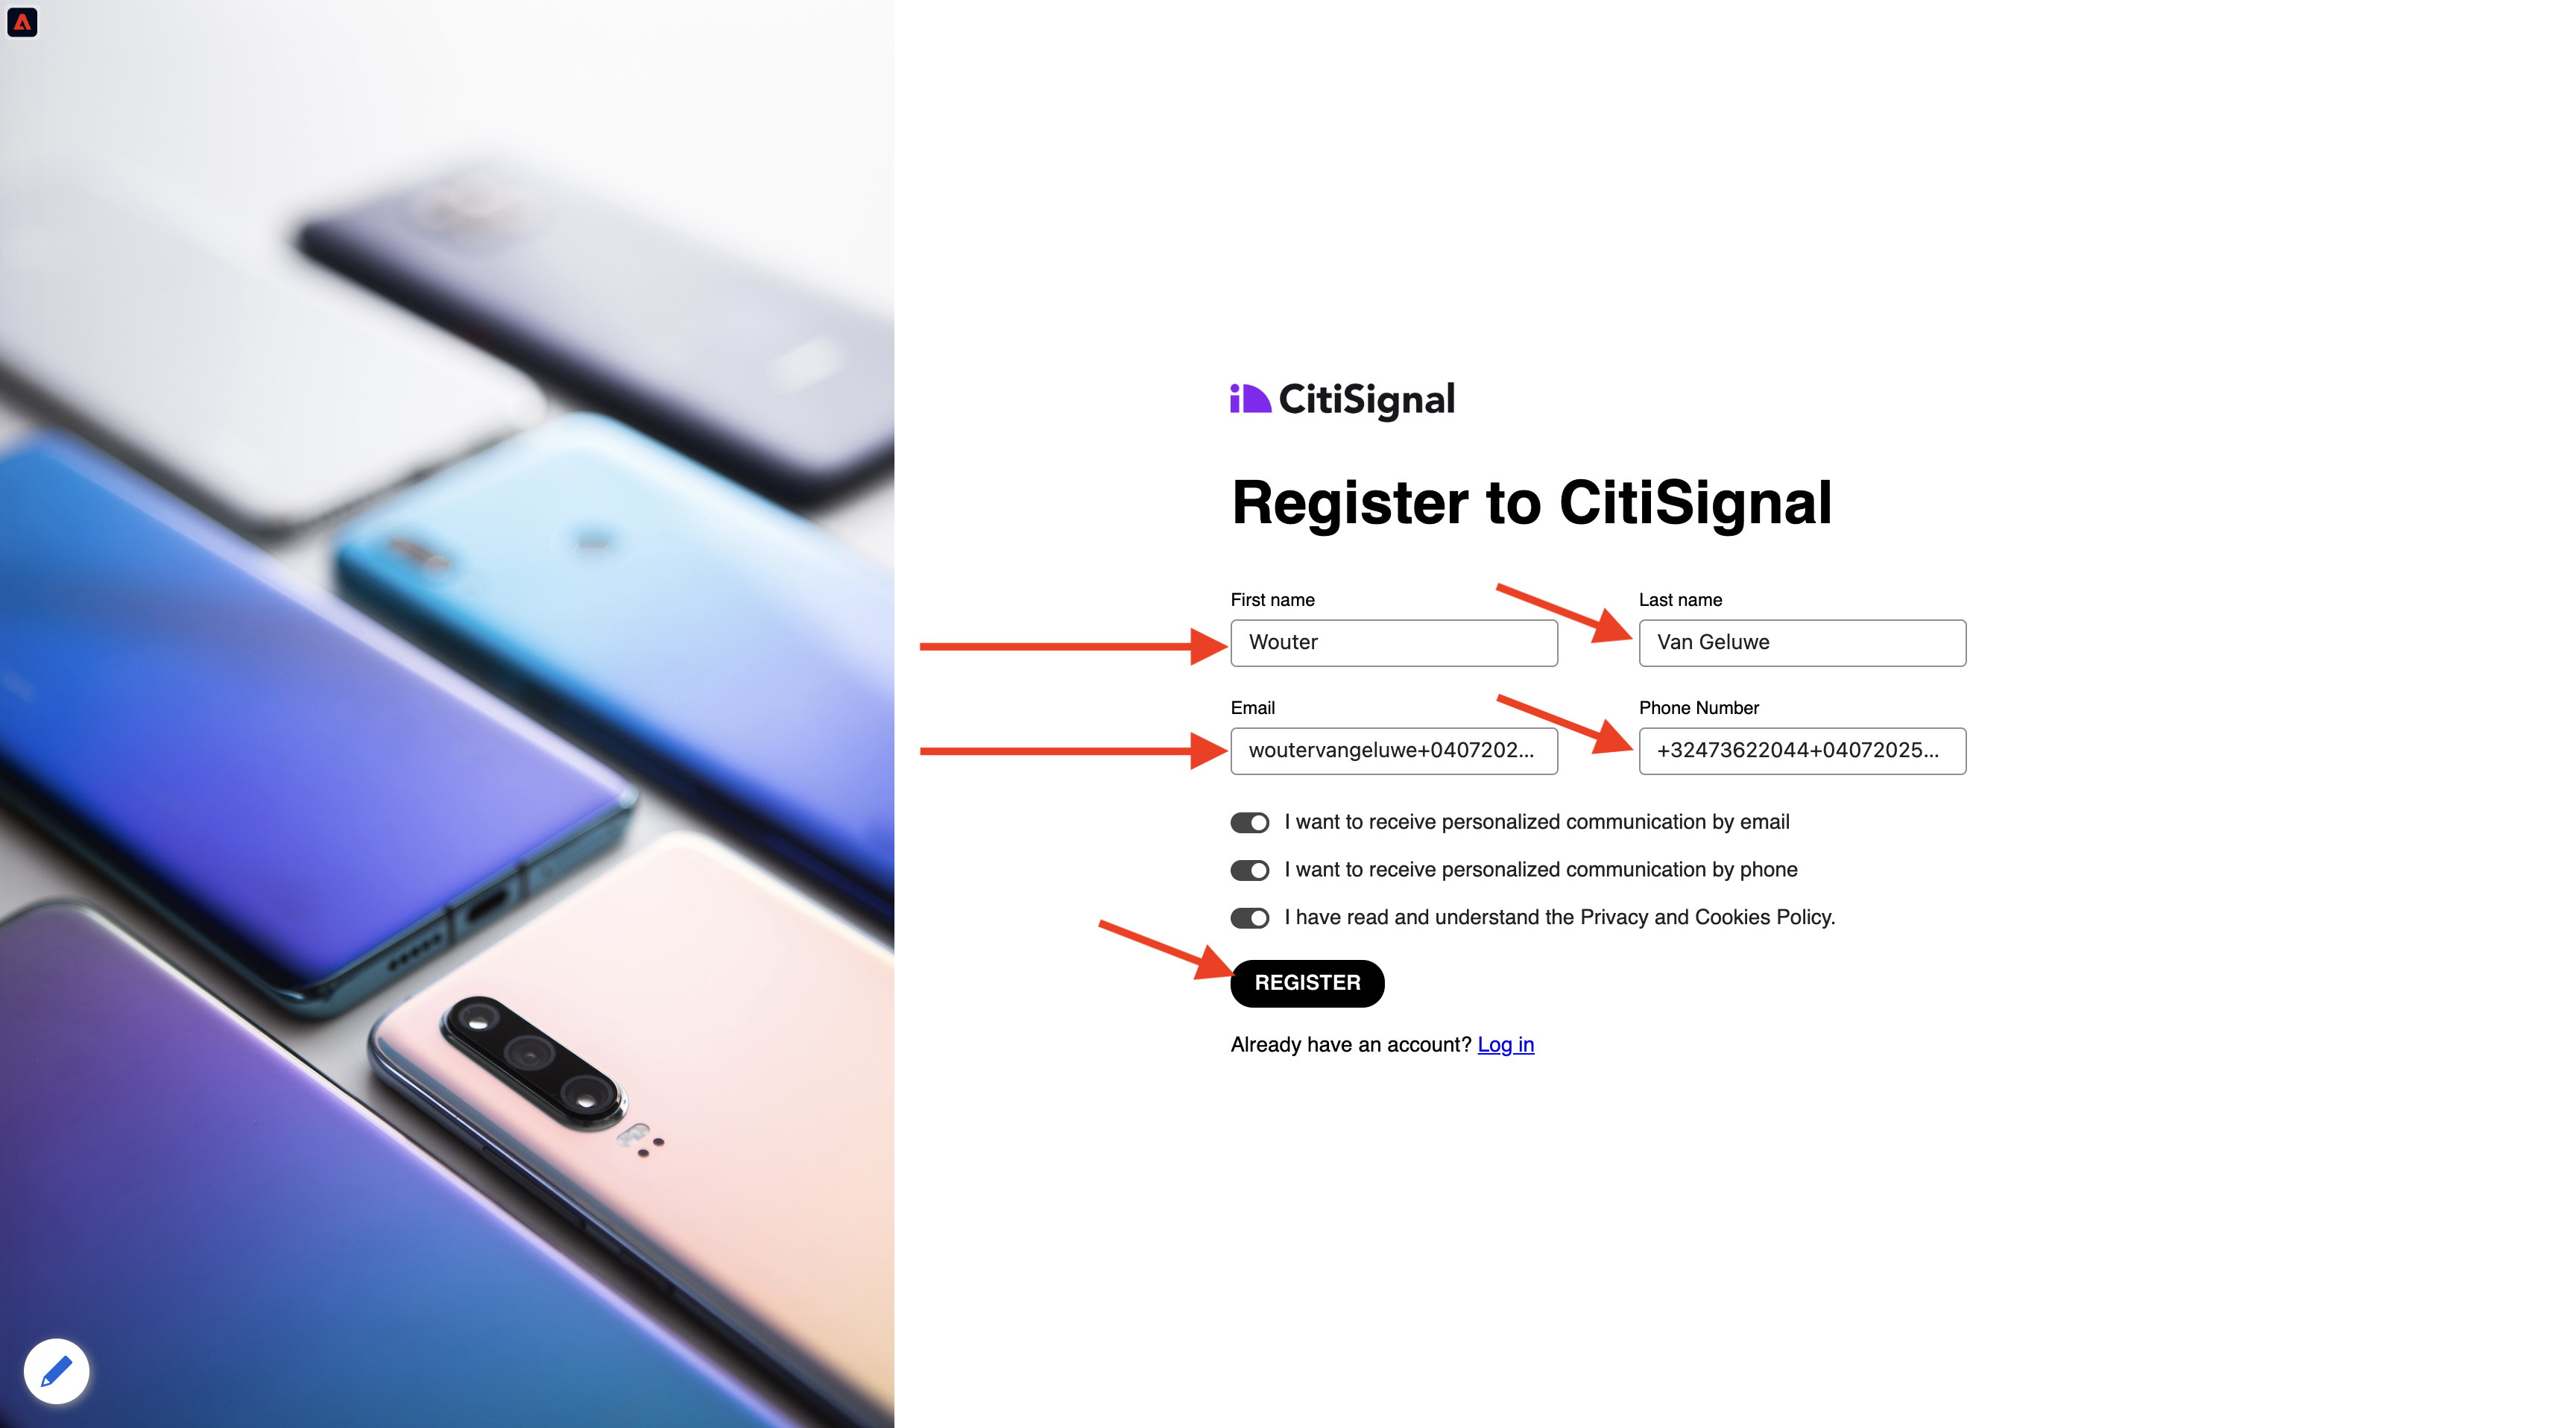 CitiSignal
Register to CitiSignal
First name
Last name
Wouter
Van Geluwe
Email
Phone Number
woutervangeluwe+0407202...
+32473622044+04072025...
I want to receive personalized communication by email
I want to receive personalized communication by phone
I have read and understand the Privacy and Cookies Policy.
REGISTER
Already have an account? Log in